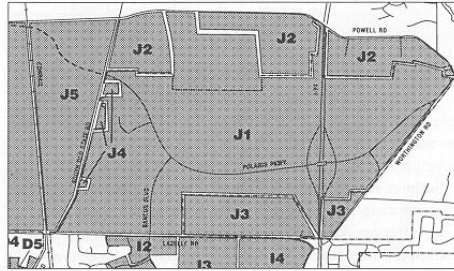 POWELL RD
J2
J2
J2
J5
J1
I-71
WORTHINGTON RD
J4
POLARIS PKWY
J3
J3
LAZELLE RD
D5
I2
I3
I4